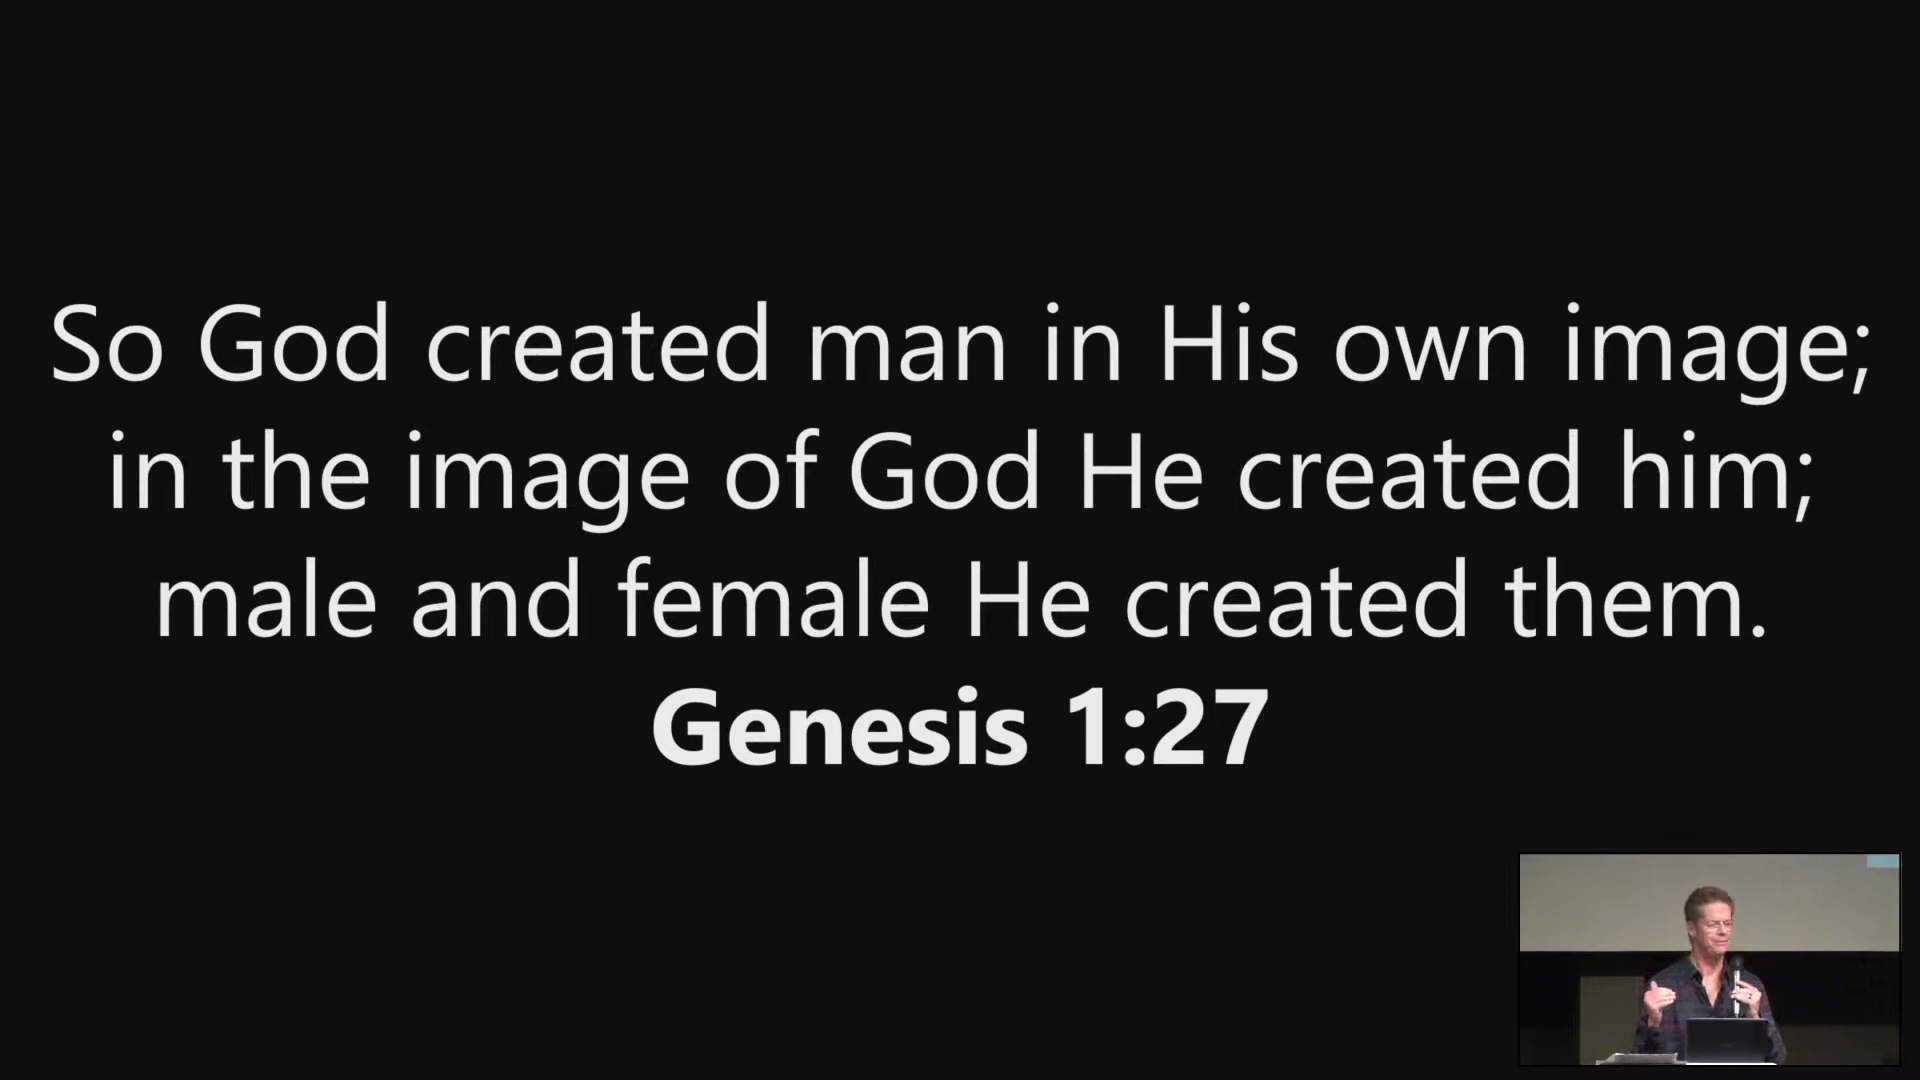 So God created man in His own image;
in the image of God He created him;
male and female He created them.
Genesis 1:27